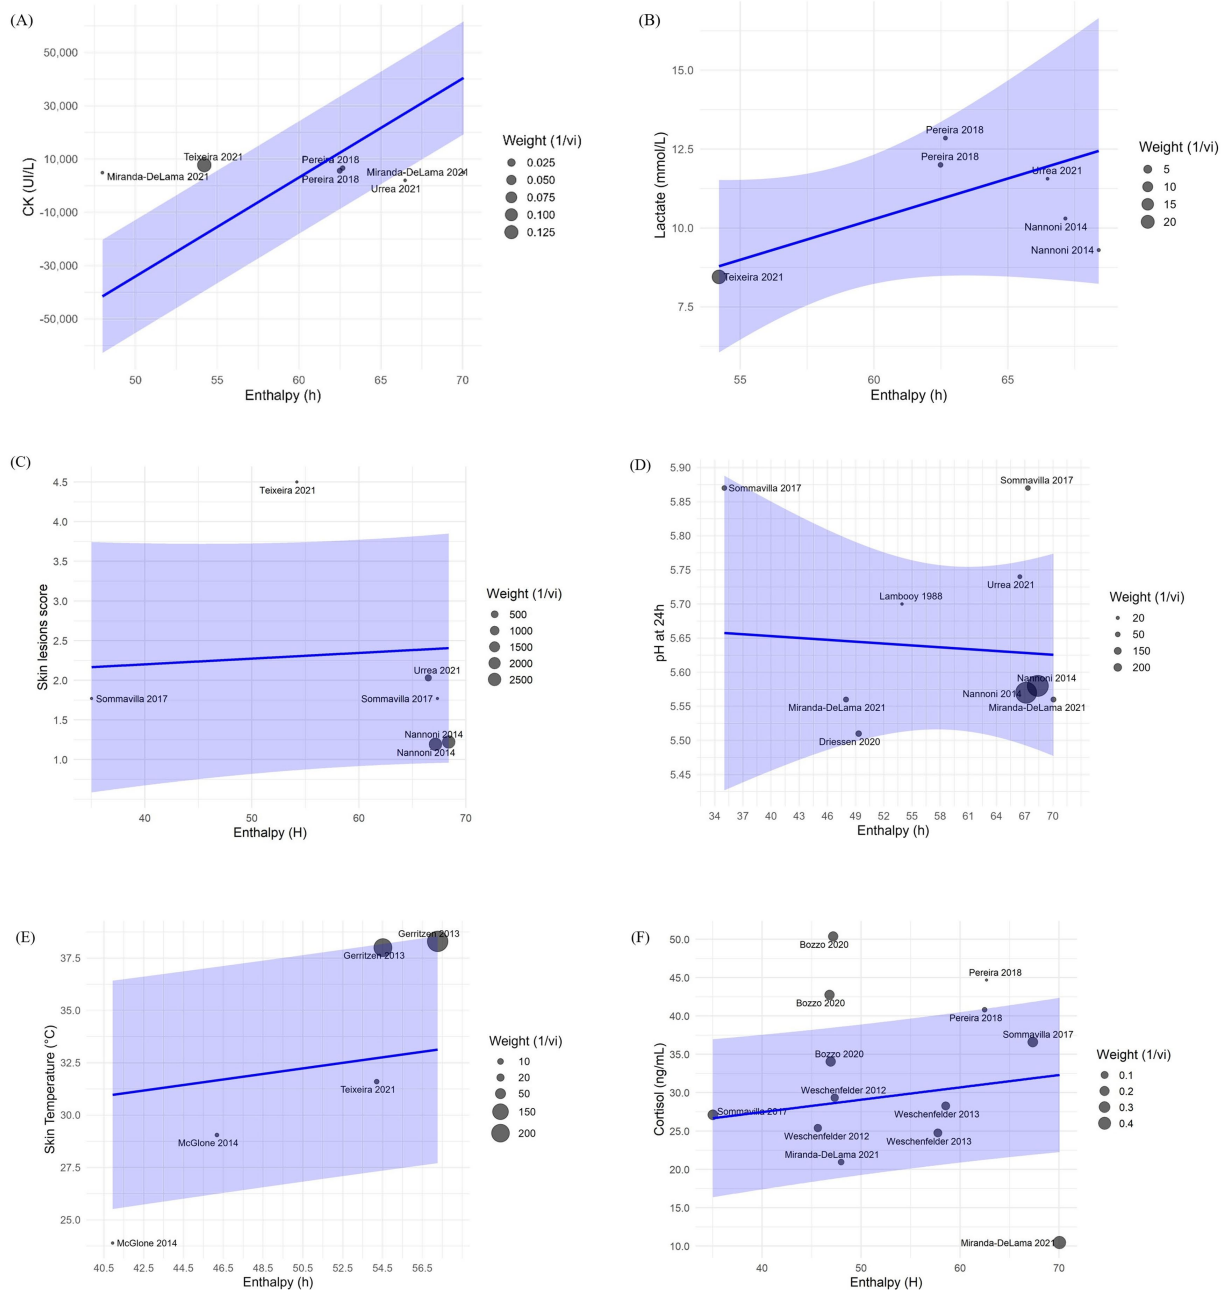 (A)
50,000
30,000
10,000
-10,000
-30,000
-50,000
CK (UI/L)
Teixeira 2021
Miranda-DeLama 2021
Pereira 2018
Pereira 2018
Miranda-DeLama 2021
Urrea 2021
50 55 60 65 70
Enthalpy (h)
Weight (1/vi)
0.025
0.050
0.075
0.100
0.125
(B)
15.0
12.5
10.0
7.5
Lactate (mmol/L)
Pereira 2018
Pereira 2018
Urrea 2021
Nannoni 2014
Nannoni 2014
Teixeira 2021
55 60 65
Enthalpy (h)
Weight (1/vi)
5
10
15
20
(C)
4.5
4.0
3.5
3.0
2.5
2.0
1.5
1.0
Skin lesions score
Teixeira 2021
Urrea 2021
Sommavilla 2017
Sommavilla 2017
Nannoni 2014
Nannoni 2014
40 50 60 70
Enthalpy (H)
Weight (1/vi)
500
1000
1500
2000
2500
(D)
5.90
5.85
5.80
5.75
5.70
5.65
5.60
5.55
5.50
5.45
pH at 24h
Sommavilla 2017
Sommavilla 2017
Urrea 2021
Lambooy 1988
Nannoni 2014
Nannoni 2014
Miranda-DeLama 2021
Miranda-DeLama 2021
Driessen 2020
34 37 40 43 46 49 52 55 58 61 64 67 70
Enthalpy (h)
Weight (1/vi)
20
50
150
200
(E)
37.5
35.0
32.5
30.0
27.5
25.0
Skin Temperature (°C)
Gerritzen 2013
Gerritzen 2013
Teixeira 2021
McGlone 2014
McGlone 2014
40.5 42.5 44.5 46.5 48.5 50.5 52.5 54.5 56.5
Enthalpy (h)
Weight (1/vi)
10
20
50
150
200
(F)
50.0
45.0
40.0
35.0
30.0
25.0
20.0
15.0
10.0
Cortisol (ng/mL)
Bozzo 2020
Pereira 2018
Bozzo 2020
Pereira 2018
Sommavilla 2017
Bozzo 2020
Weschenfelder 2012
Sommavilla 2017
Weschenfelder 2013
Weschenfelder 2012
Weschenfelder 2013
Miranda-DeLama 2021
Miranda-DeLama 2021
40 50 60 70
Enthalpy (H)
Weight (1/vi)
0.1
0.2
0.3
0.4